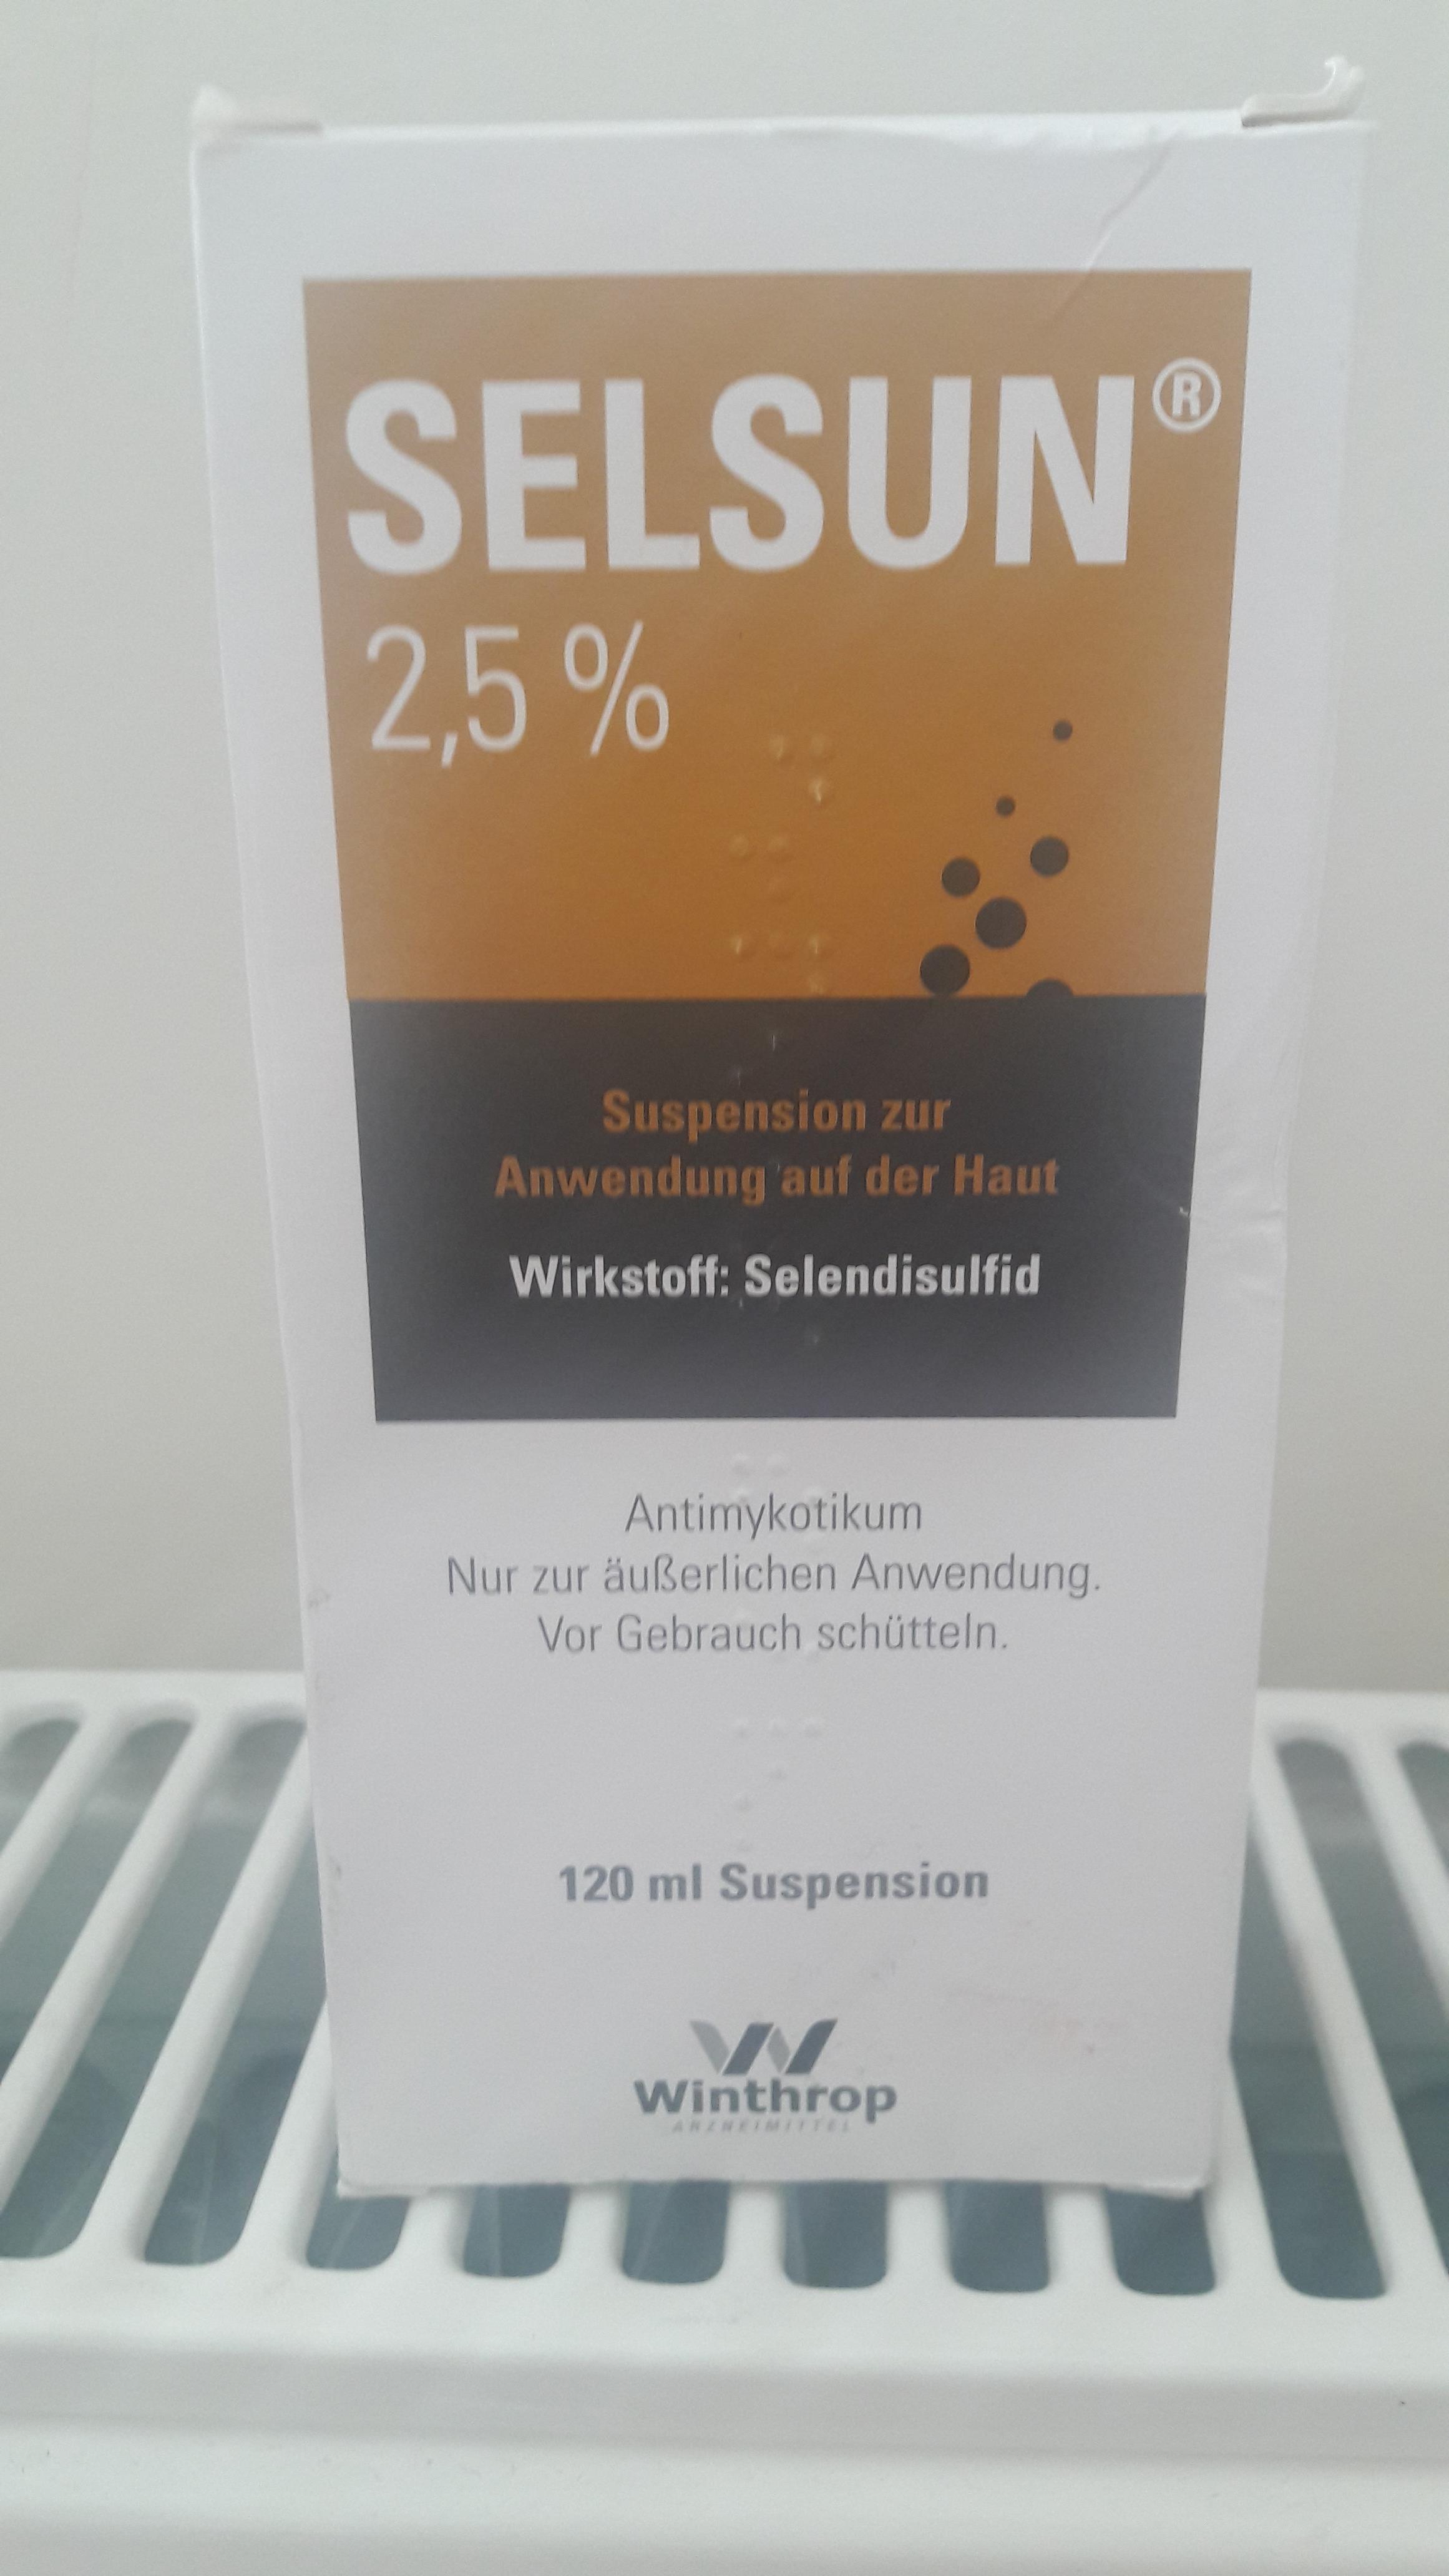 SELSUN®
2,5 %
Suspension zur
Anwendung auf der Haut
Wirkstoff: Selendisulfid
Antimykotikum
Nur zur äußerlichen Anwendung.
Vor Gebrauch schütteln.
120 ml Suspension
Winthrop
ARZNEIMITTEL